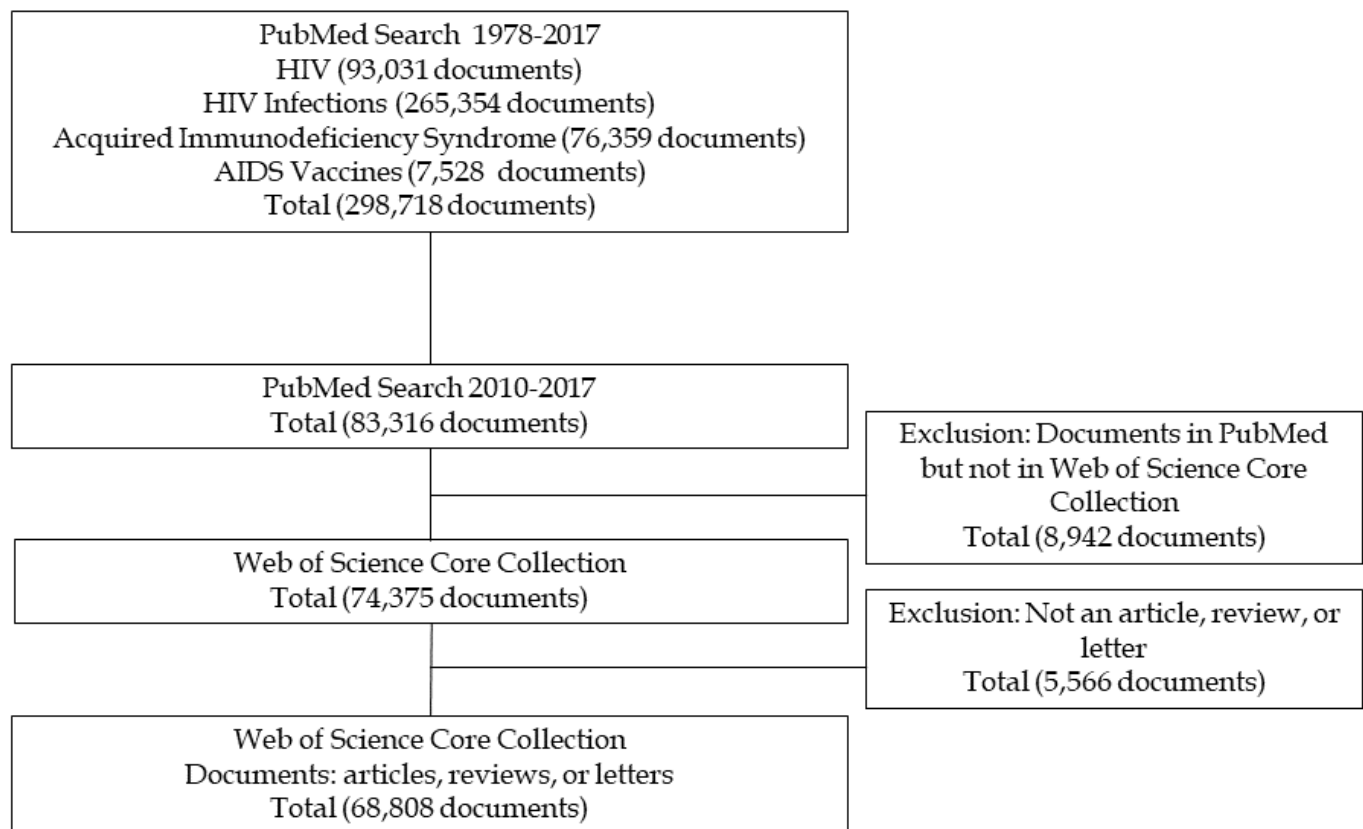 PubMed Search 1978-2017
HIV (93,031 documents)
HIV Infections (265,354 documents)
Acquired Immunodeficiency Syndrome (76,359 documents)
AIDS Vaccines (7,528 documents)
Total (298,718 documents)
PubMed Search 2010-2017
Total (83,316 documents)
Exclusion: Documents in PubMed
but not in Web of Science Core
Collection
Total (8,942 documents)
Web of Science Core Collection
Total (74,375 documents)
Exclusion: Not an article, review, or
letter
Total (5,566 documents)
Web of Science Core Collection
Documents: articles, reviews, or letters
Total (68,808 documents)